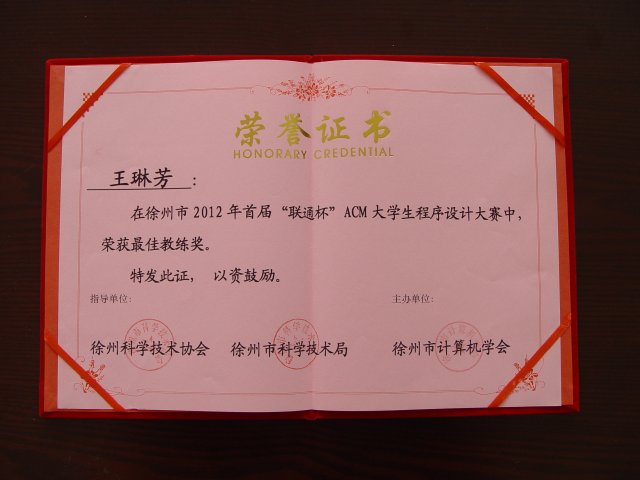 荣誉证书
HONORARY CREDENTIAL
王琳芳：
在徐州市2012年首届“联通杯”ACM大学生程序设计大赛中，
荣获最佳教练奖。
特发此证，以资鼓励。
指导单位： 主办单位：
徐州科学技术协会 徐州市科学技术局 徐州市计算机学会